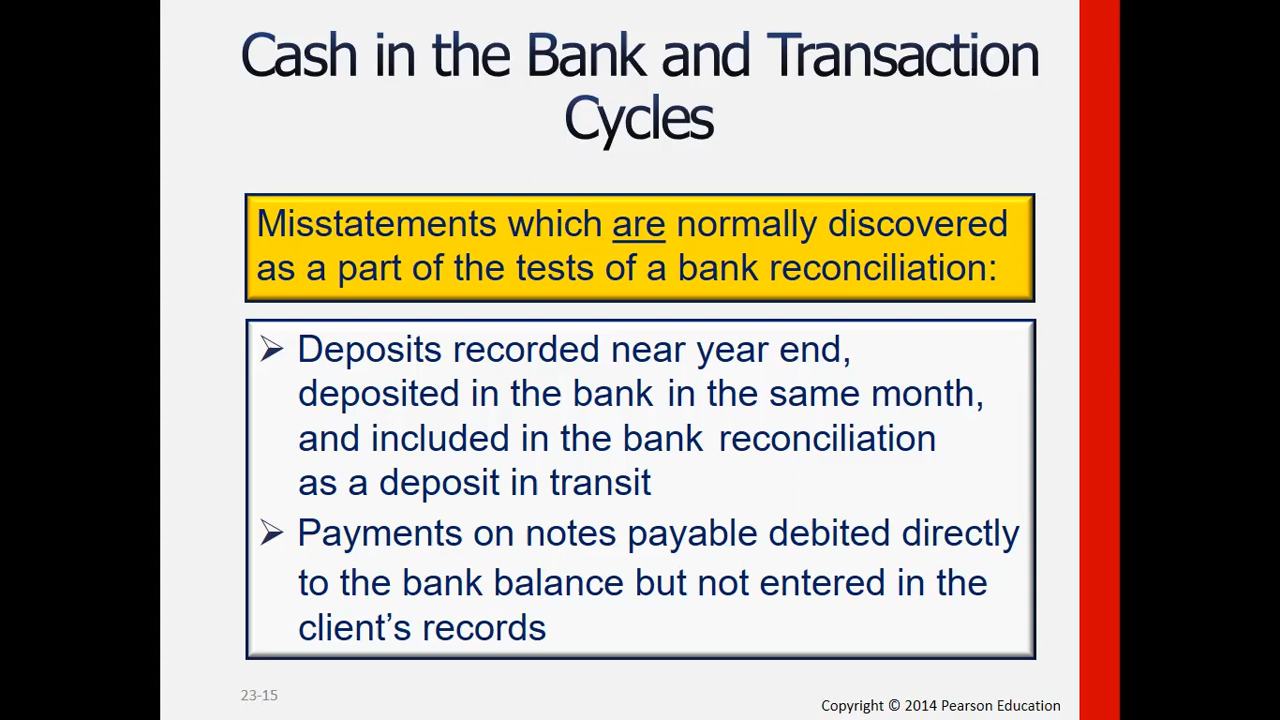 Cash in the Bank and Transaction
Cycles
Misstatements which are normally discovered
as a part of the tests of a bank reconciliation:
➢ Deposits recorded near year end,
deposited in the bank in the same month,
and included in the bank reconciliation
as a deposit in transit
➢ Payments on notes payable debited directly
to the bank balance but not entered in the
client’s records
23-15
Copyright © 2014 Pearson Education